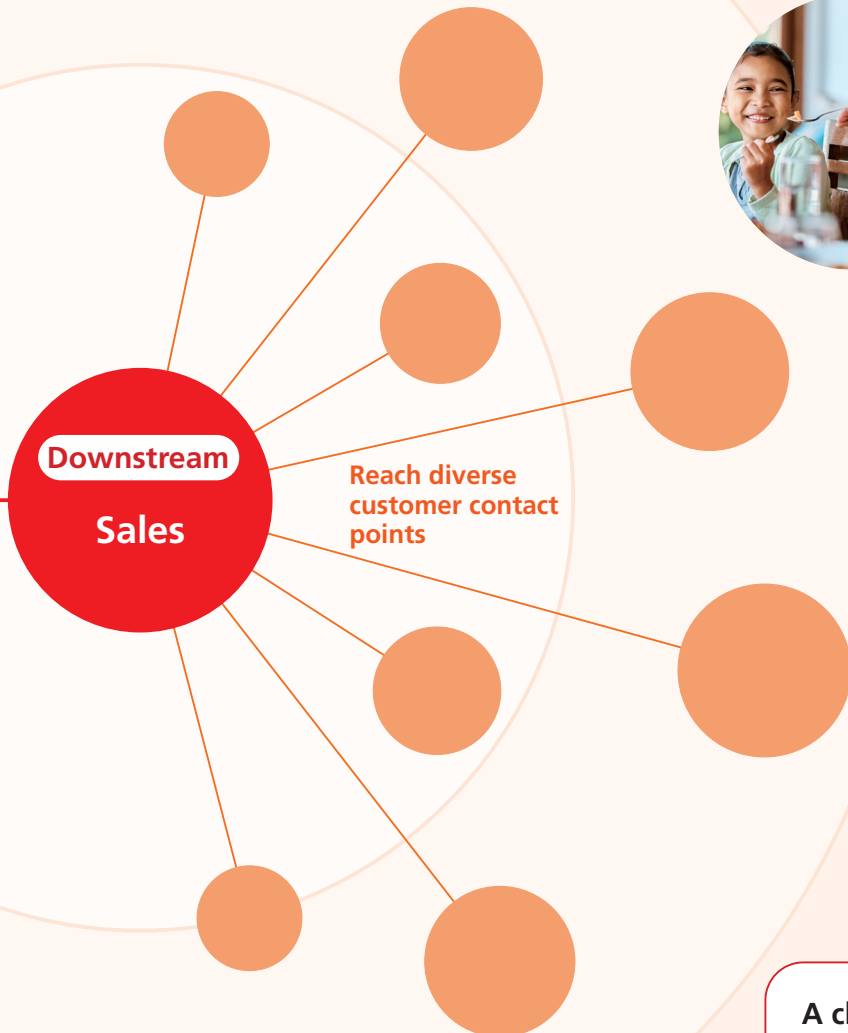 Downstream
Sales
Reach diverse
customer contact
points
A